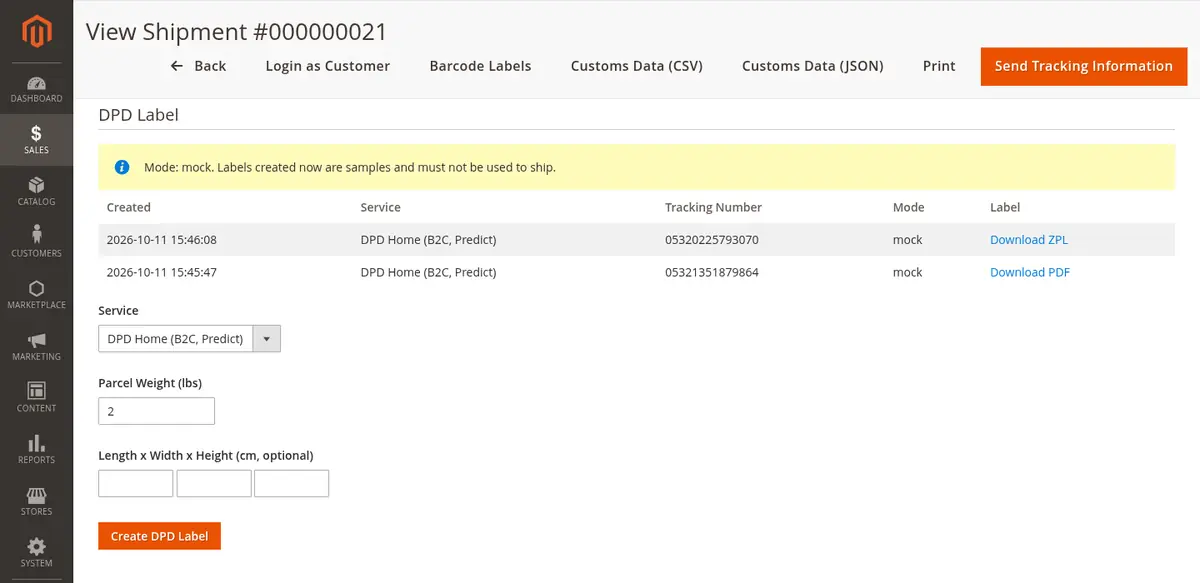 View Shipment #000000021
Back Login as Customer Barcode Labels Customs Data (CSV) Customs Data (JSON) Print Send Tracking Information
DASHBOARD
SALES
CATALOG
CUSTOMERS
MARKETPLACE
MARKETING
CONTENT
REPORTS
STORES
SYSTEM
DPD Label
Mode: mock. Labels created now are samples and must not be used to ship.
Created Service Tracking Number Mode Label
2026-10-11 15:46:08 DPD Home (B2C, Predict) 05320225793070 mock Download ZPL
2026-10-11 15:45:47 DPD Home (B2C, Predict) 05321351879864 mock Download PDF
Service
DPD Home (B2C, Predict)
Parcel Weight (lbs)
2
Length x Width x Height (cm, optional)
Create DPD Label